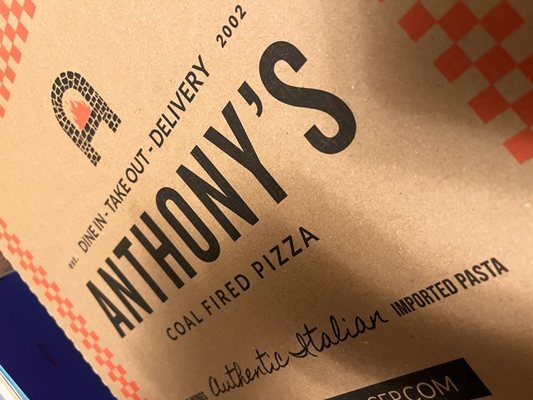 est. DINE IN - TAKE OUT - DELIVERY 2002
ANTHONY'S
COAL FIRED PIZZA
Authentic Italian IMPORTED PASTA